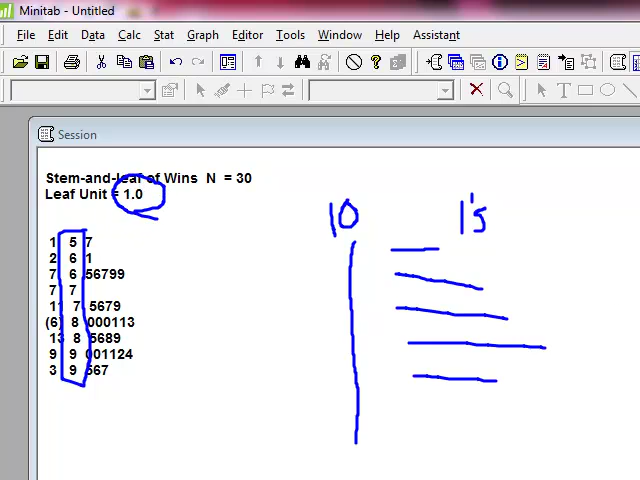 Minitab - Untitled
File Edit Data Calc Stat Graph Editor Tools Window Help Assistant
Session
Stem-and-leaf of Wins N = 30
Leaf Unit = 1.0
10 1's
1 5 7
2 6 1
7 6 56799
7 7
11 7 5679
(6) 8 000113
13 8 5689
9 9 001124
3 9 567